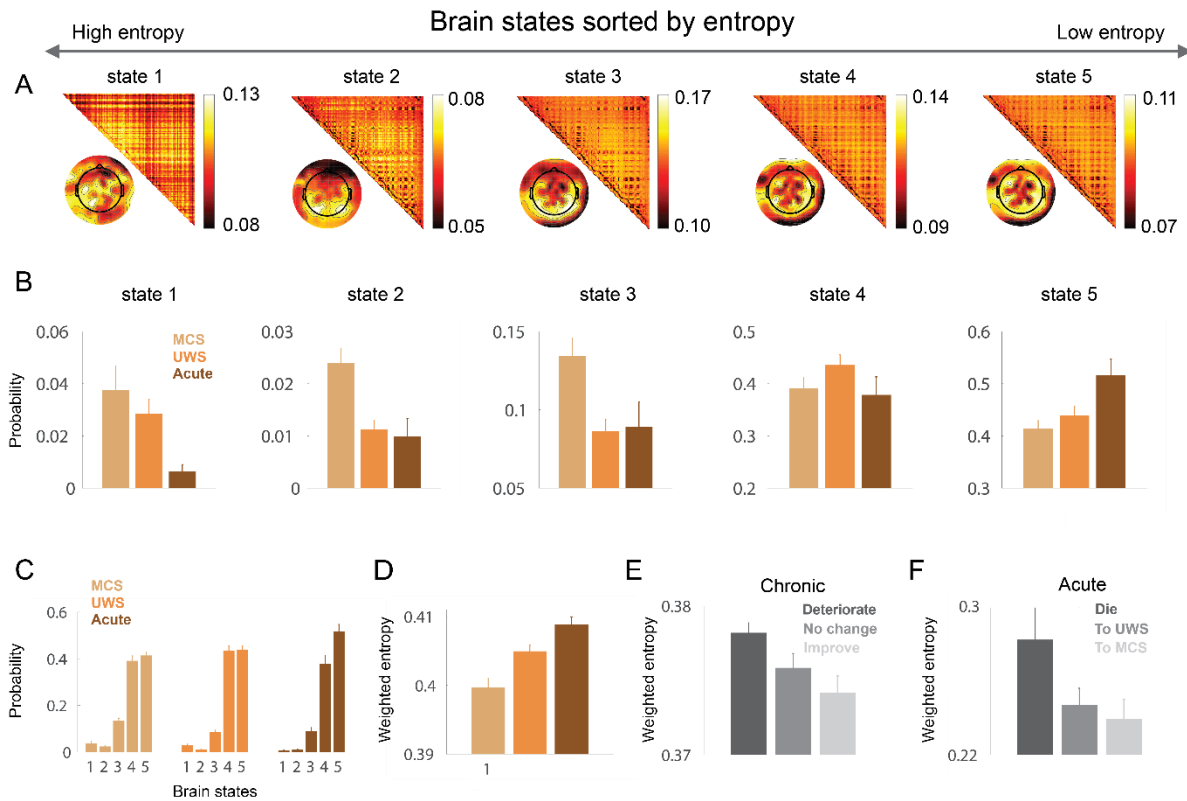 Brain states sorted by entropy
High entropy
Low entropy
A
state 1
state 2
state 3
state 4
state 5
0.13
0.08
0.08
0.05
0.17
0.10
0.14
0.09
0.11
0.07
B
state 1
state 2
state 3
state 4
state 5
Probability
0.06
0.04
0.02
0
MCS
UWS
Acute
0.03
0.02
0.01
0
0.15
0.1
0.05
0.5
0.4
0.3
0.2
0.6
0.5
0.4
0.3
C
MCS
UWS
Acute
Probability
0.6
0.4
0.2
0
1 2 3 4 5
1 2 3 4 5
1 2 3 4 5
Brain states
D
Weighted entropy
0.41
0.4
0.39
1
E
Chronic
Weighted entropy
0.38
0.37
Deteriorate
No change
Improve
F
Acute
Weighted entropy
0.3
0.22
Die
To UWS
To MCS